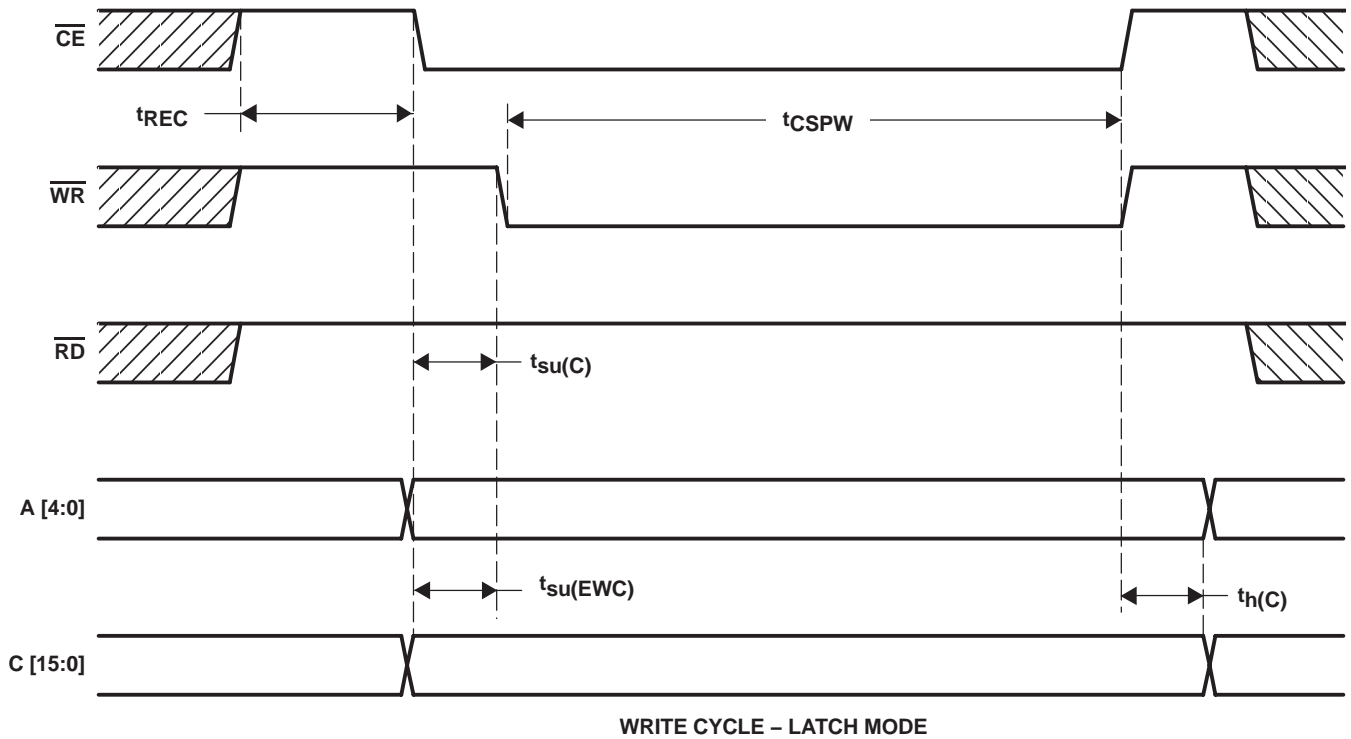 CE
tREC
tCSPW
WR
RD
tsu(C)
A [4:0]
tsu(EWC)
th(C)
C [15:0]
WRITE CYCLE – LATCH MODE